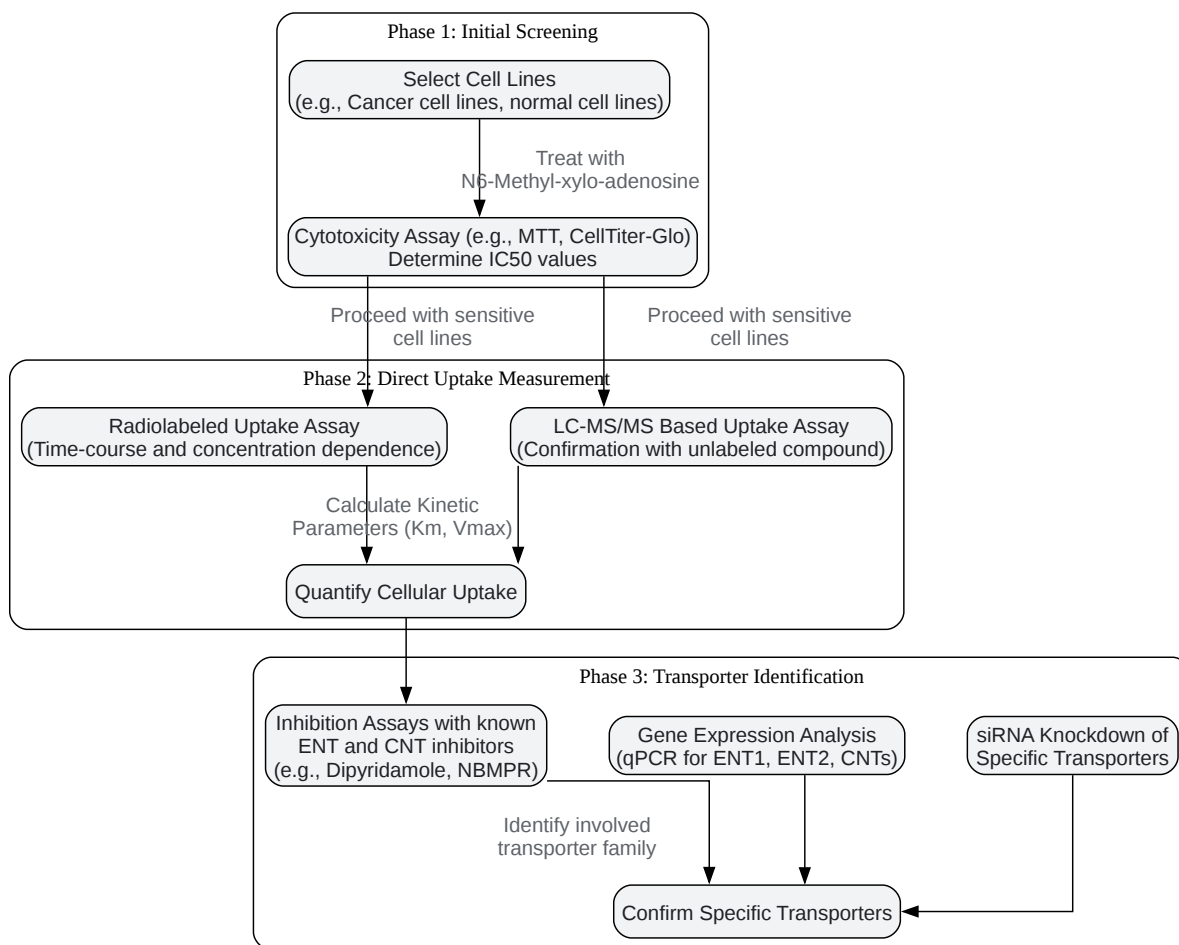 Phase 1: Initial Screening
Select Cell Lines
(e.g., Cancer cell lines, normal cell lines)
Treat with
N6-Methyl-xylo-adenosine
Cytotoxicity Assay (e.g., MTT, CellTiter-Glo)
Determine IC50 values
Proceed with sensitive
cell lines
Proceed with sensitive
cell lines
Phase 2: Direct Uptake Measurement
Radiolabeled Uptake Assay
(Time-course and concentration dependence)
LC-MS/MS Based Uptake Assay
(Confirmation with unlabeled compound)
Calculate Kinetic
Parameters (Km, Vmax)
Quantify Cellular Uptake
Phase 3: Transporter Identification
Inhibition Assays with known
ENT and CNT inhibitors
(e.g., Dipyridamole, NBMPR)
Gene Expression Analysis
(qPCR for ENT1, ENT2, CNTs)
siRNA Knockdown of
Specific Transporters
Identify involved
transporter family
Confirm Specific Transporters